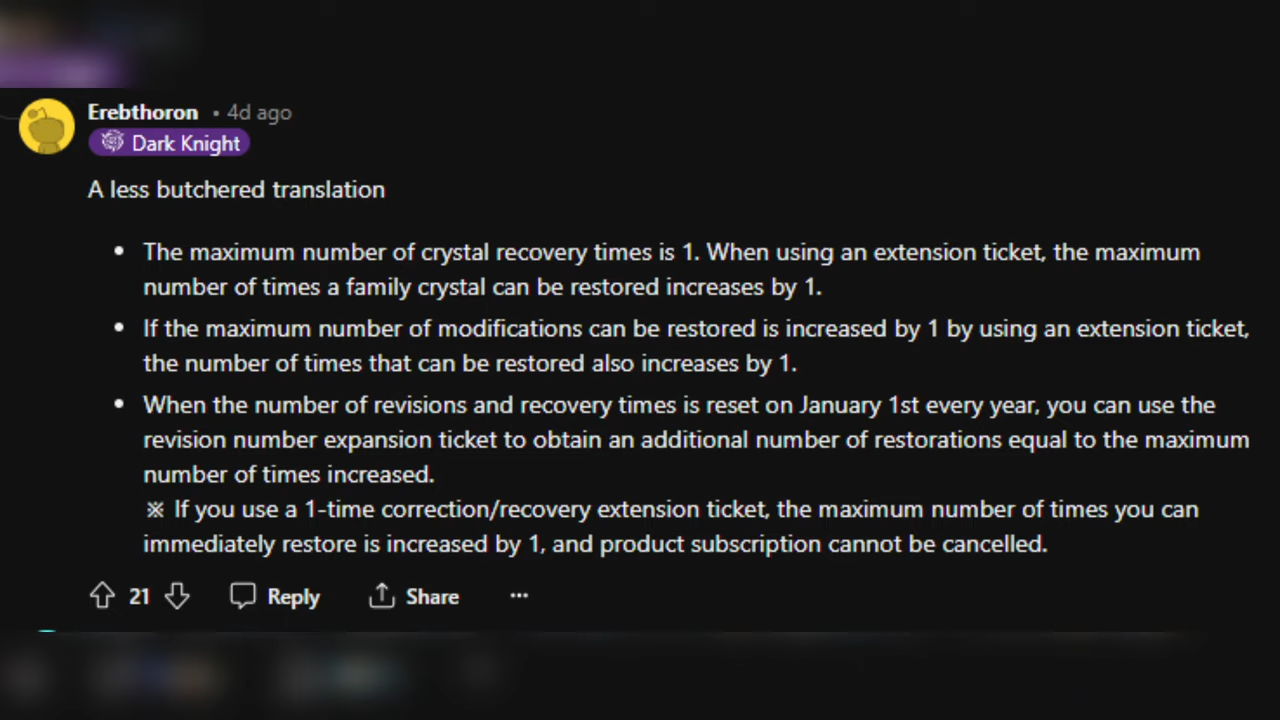 Erebthoron • 4d ago
Dark Knight
A less butchered translation
• The maximum number of crystal recovery times is 1. When using an extension ticket, the maximum
number of times a family crystal can be restored increases by 1.
• If the maximum number of modifications can be restored is increased by 1 by using an extension ticket,
the number of times that can be restored also increases by 1.
• When the number of revisions and recovery times is reset on January 1st every year, you can use the
revision number expansion ticket to obtain an additional number of restorations equal to the maximum
number of times increased.
※ If you use a 1-time correction/recovery extension ticket, the maximum number of times you can
immediately restore is increased by 1, and product subscription cannot be cancelled.
21 Reply Share ...